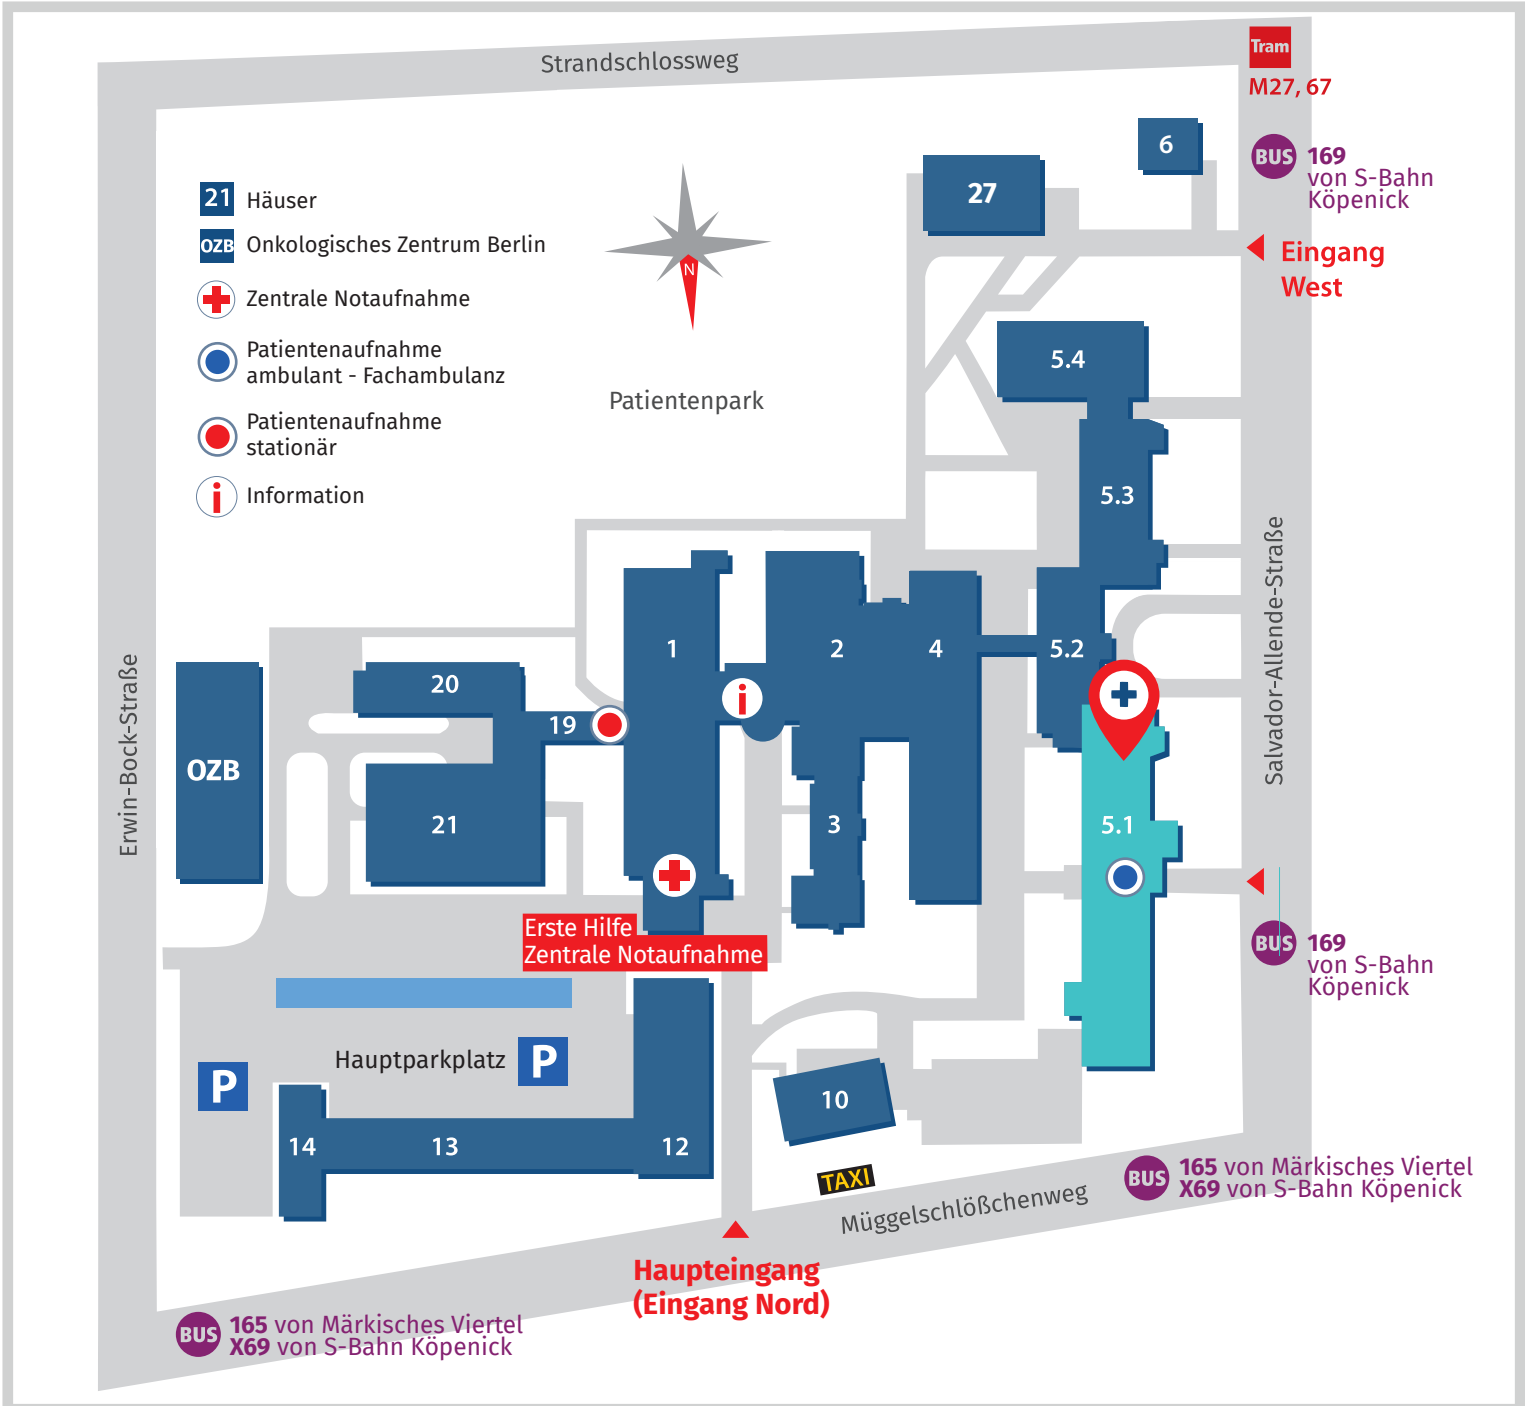 Strandschlossweg
Tram
M27, 67
BUS 169
von S-Bahn
Köpenick
6
27
21 Häuser
OZB Onkologisches Zentrum Berlin
Zentrale Notaufnahme
Patientenaufnahme
ambulant - Fachambulanz
Patientenaufnahme
stationär
i Information
N
Patientenpark
Eingang
West
5.4
5.3
Salvador-Allende-Straße
Erwin-Bock-Straße
1
2
4
5.2
20
i
19
OZB
21
3
5.1
Erste Hilfe
Zentrale Notaufnahme
BUS 169
von S-Bahn
Köpenick
Hauptparkplatz P
P
10
14
13
12
TAXI
Müggelschlößchenweg
BUS 165 von Märkisches Viertel
X69 von S-Bahn Köpenick
Haupteingang
(Eingang Nord)
BUS 165 von Märkisches Viertel
X69 von S-Bahn Köpenick